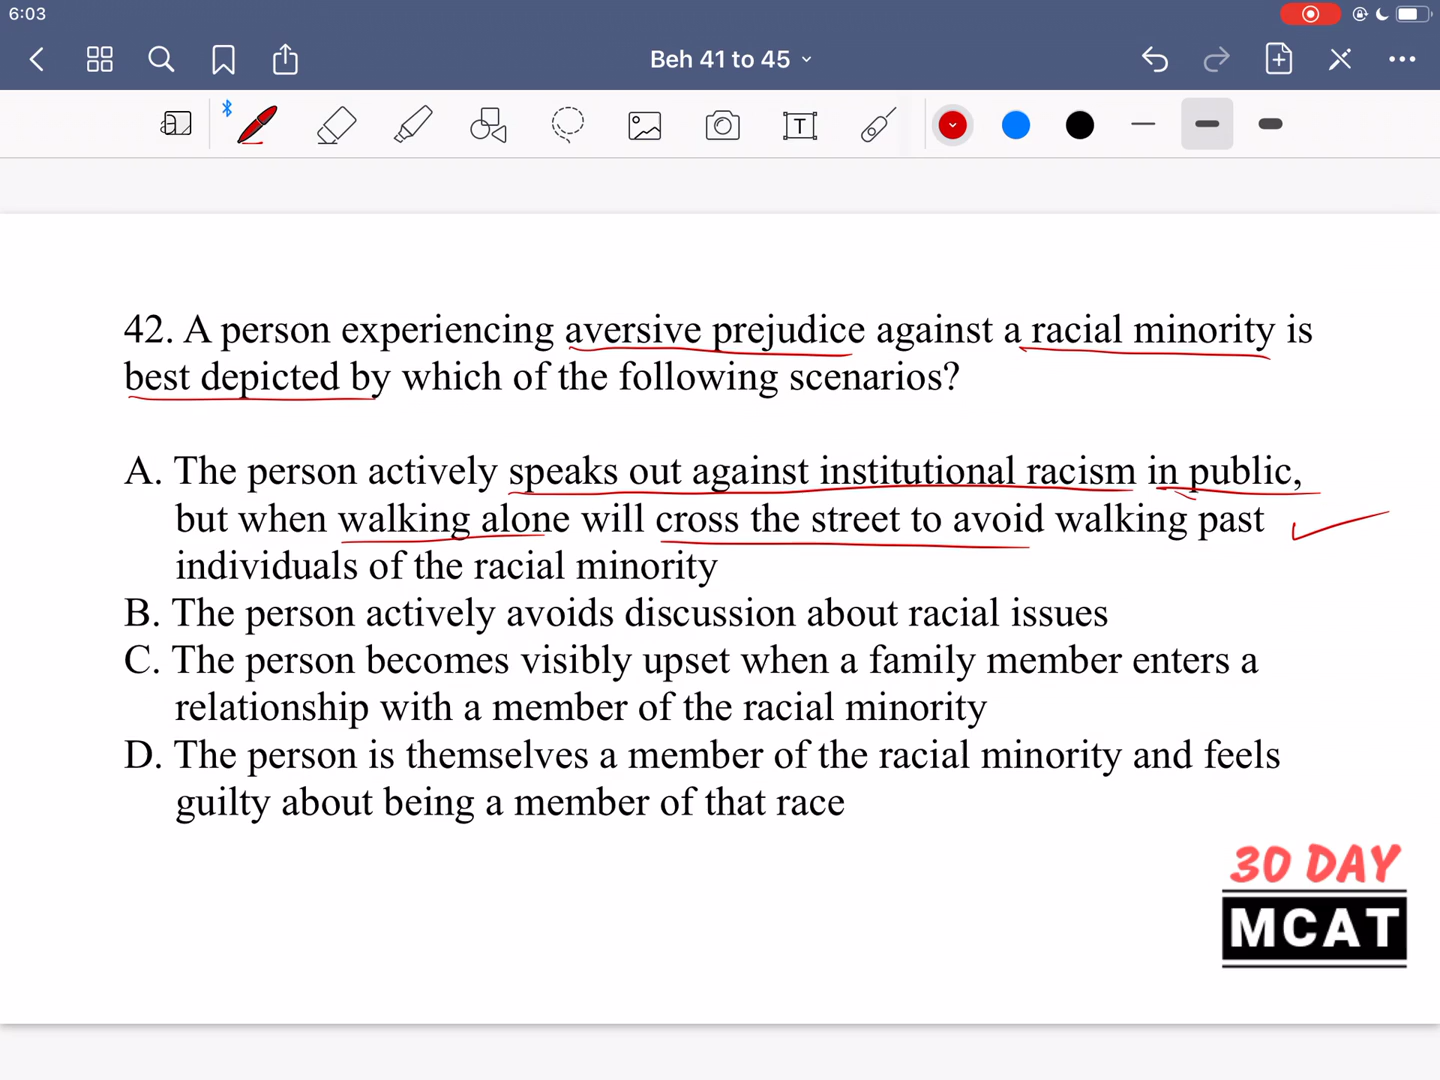 6:03
Beh 41 to 45
a
T
42. A person experiencing aversive prejudice against a racial minority is
best depicted by which of the following scenarios?
A. The person actively speaks out against institutional racism in public,
but when walking alone will cross the street to avoid walking past
individuals of the racial minority
B. The person actively avoids discussion about racial issues
C. The person becomes visibly upset when a family member enters a
relationship with a member of the racial minority
D. The person is themselves a member of the racial minority and feels
guilty about being a member of that race
30 DAY
MCAT